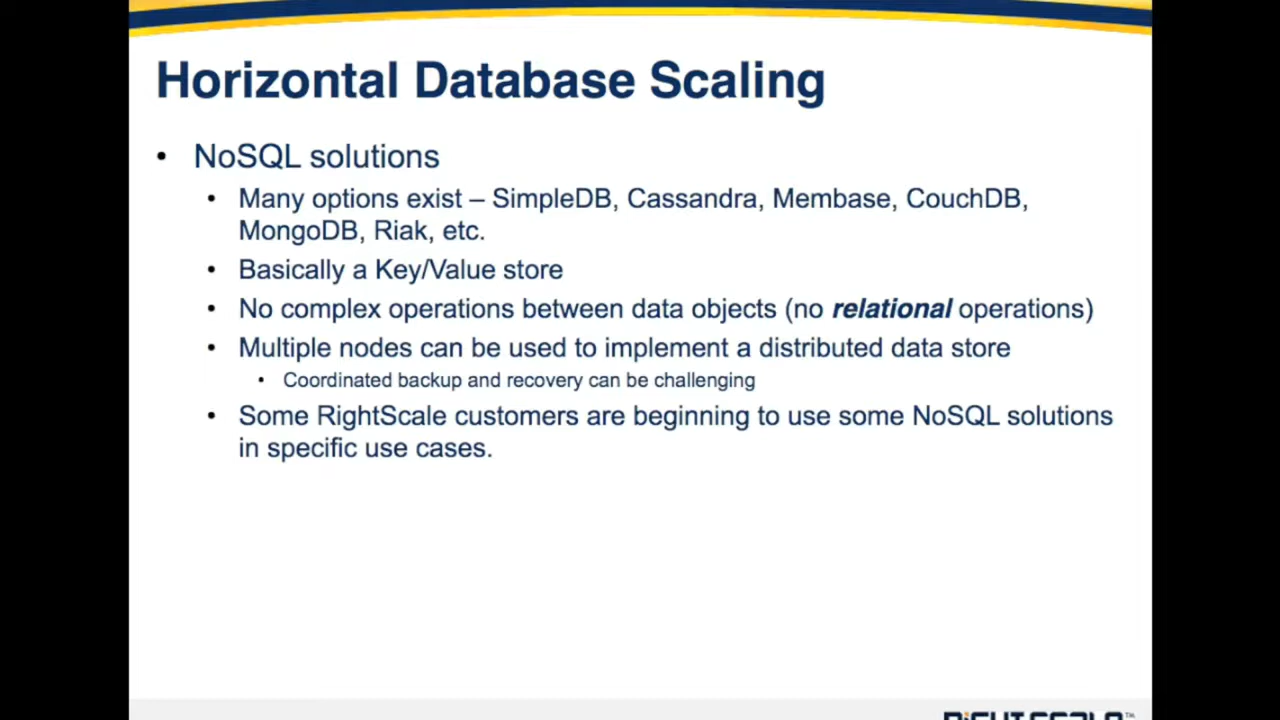 Horizontal Database Scaling
• NoSQL solutions
• Many options exist – SimpleDB, Cassandra, Membase, CouchDB,
MongoDB, Riak, etc.
• Basically a Key/Value store
• No complex operations between data objects (no relational operations)
• Multiple nodes can be used to implement a distributed data store
• Coordinated backup and recovery can be challenging
• Some RightScale customers are beginning to use some NoSQL solutions
in specific use cases.
RIGHTSCALE™